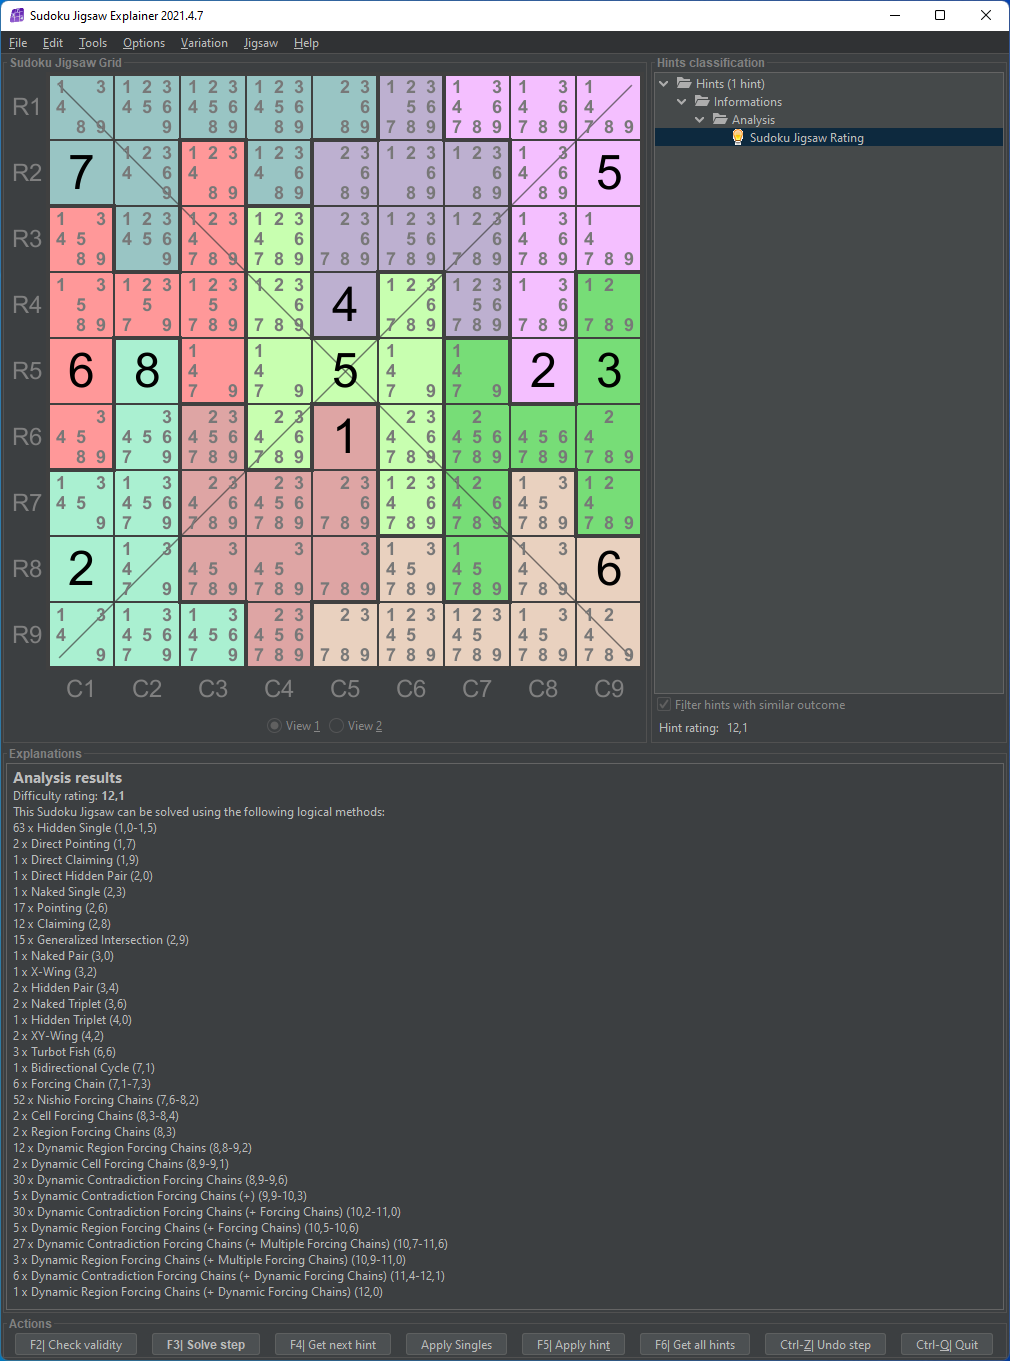 Sudoku Jigsaw Explainer 2021.4.7
File Edit Tools Options Variation Jigsaw Help
Sudoku Jigsaw Grid
1 3 1 2 3 1 2 3 1 2 3 2 3 1 2 3 1 3 1 3 1
R1 4 4 5 6 4 5 6 4 5 6 6 5 6 4 6 4 6 4
8 9 8 9 8 9 8 9 8 9 8 9 7 8 9 7 8 9 7 8 9
1 2 3 1 2 3 1 2 3 2 3 1 2 3 1 2 3 1 3
R2 7 4 6 4 4 6 6 6 6 4 6 5
9 8 9 8 9 8 9 8 9 8 9 8 9
1 3 1 2 3 1 2 3 1 2 3 2 3 1 2 3 1 2 3 1 3 1
R3 4 5 4 5 6 4 4 6 6 5 6 6 4 6 4
8 9 9 7 8 9 7 8 9 7 8 9 7 8 9 7 8 9 7 8 9 7 8 9
1 3 1 2 3 1 2 3 1 2 3 1 2 3 1 2 3 1 3 1 2
R4 5 5 5 6 4 6 5 6 6
8 9 7 9 7 8 9 7 8 9 7 8 9 7 8 9 7 8 9 7 8 9
1 1 1 1
R5 6 8 4 4 5 4 4 2 3
7 9 7 9 7 9 7 9
3 3 2 3 2 3 2 3 2 2
R6 4 5 4 5 6 4 5 6 4 6 1 4 6 4 5 6 4 5 6 4
8 9 7 9 7 8 9 7 8 9 7 8 9 7 8 9 7 8 9 7 8 9
1 3 1 3 2 3 2 3 2 3 1 2 3 1 2 1 3 1 2
R7 4 5 4 5 6 4 6 4 5 6 6 4 6 4 6 4 5 4
9 7 9 7 8 9 7 8 9 7 8 9 7 8 9 7 8 9 7 8 9 7 8 9
1 3 3 3 3 1 3 1 1 3
R8 2 4 4 5 4 5 4 5 4 5 4 6
7 9 7 8 9 7 8 9 7 8 9 7 8 9 7 8 9 7 8 9
1 3 1 3 1 3 2 3 2 3 1 2 3 1 2 3 1 3 1 2
R9 4 4 5 6 4 5 6 4 5 6 4 5 4 5 4 5 4
9 7 9 7 9 7 8 9 7 8 9 7 8 9 7 8 9 7 8 9 7 8 9
C1 C2 C3 C4 C5 C6 C7 C8 C9
View 1 View 2
Hints classification
Hints (1 hint)
Informations
Analysis
Sudoku Jigsaw Rating
Filter hints with similar outcome
Hint rating: 12,1
Explanations
Analysis results
Difficulty rating: 12,1
This Sudoku Jigsaw can be solved using the following logical methods:
63 x Hidden Single (1,0-1,5)
2 x Direct Pointing (1,7)
1 x Direct Claiming (1,9)
1 x Direct Hidden Pair (2,0)
1 x Naked Single (2,3)
17 x Pointing (2,6)
12 x Claiming (2,8)
15 x Generalized Intersection (2,9)
1 x Naked Pair (3,0)
1 x X-Wing (3,2)
2 x Hidden Pair (3,4)
2 x Naked Triplet (3,6)
1 x Hidden Triplet (4,0)
2 x XY-Wing (4,2)
3 x Turbot Fish (6,6)
1 x Bidirectional Cycle (7,1)
6 x Forcing Chain (7,1-7,3)
52 x Nishio Forcing Chains (7,6-8,2)
2 x Cell Forcing Chains (8,3-8,4)
2 x Region Forcing Chains (8,3)
12 x Dynamic Region Forcing Chains (8,8-9,2)
2 x Dynamic Cell Forcing Chains (8,9-9,1)
30 x Dynamic Contradiction Forcing Chains (8,9-9,6)
5 x Dynamic Contradiction Forcing Chains (+) (9,9-10,3)
30 x Dynamic Contradiction Forcing Chains (+ Forcing Chains) (10,2-11,0)
5 x Dynamic Region Forcing Chains (+ Forcing Chains) (10,5-10,6)
27 x Dynamic Contradiction Forcing Chains (+ Multiple Forcing Chains) (10,7-11,6)
3 x Dynamic Region Forcing Chains (+ Multiple Forcing Chains) (10,9-11,0)
6 x Dynamic Contradiction Forcing Chains (+ Dynamic Forcing Chains) (11,4-12,1)
1 x Dynamic Region Forcing Chains (+ Dynamic Forcing Chains) (12,0)
Actions
F2| Check validity F3| Solve step F4| Get next hint Apply Singles F5| Apply hint F6| Get all hints Ctrl-Z| Undo step Ctrl-Q| Quit